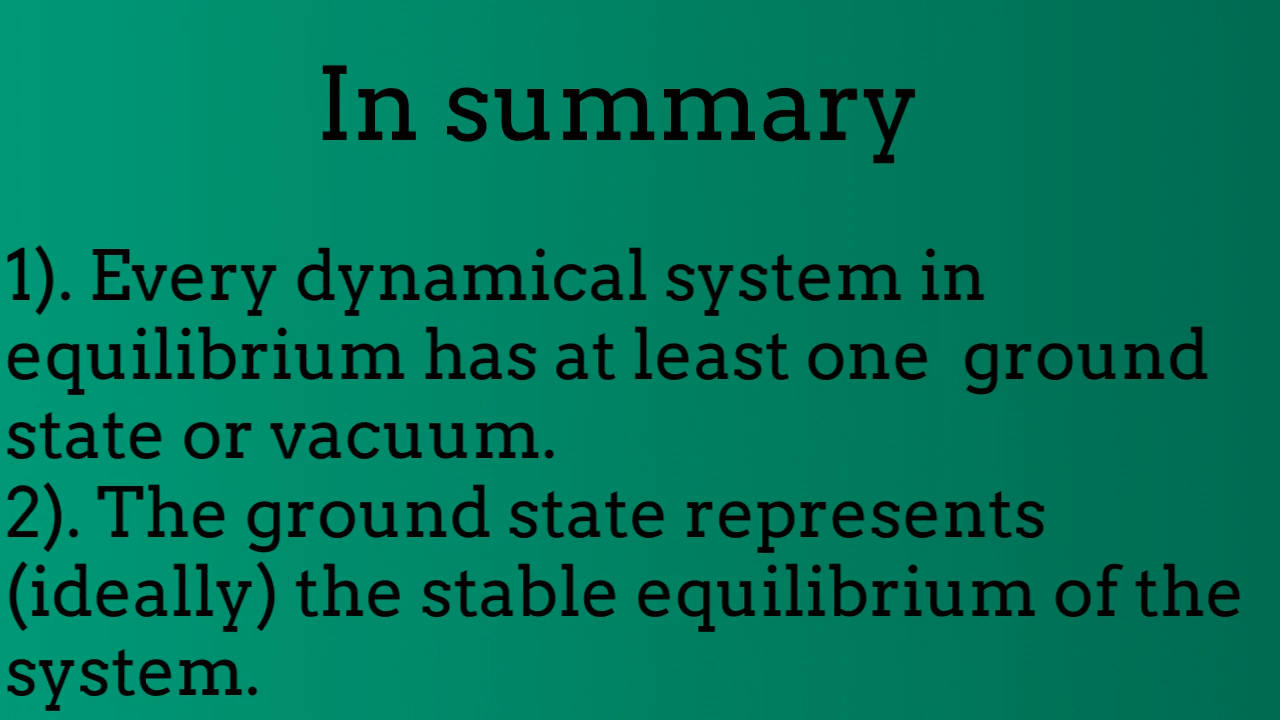 In summary
1). Every dynamical system in
equilibrium has at least one  ground
state or vacuum.
2). The ground state represents
(ideally) the stable equilibrium of the
system.